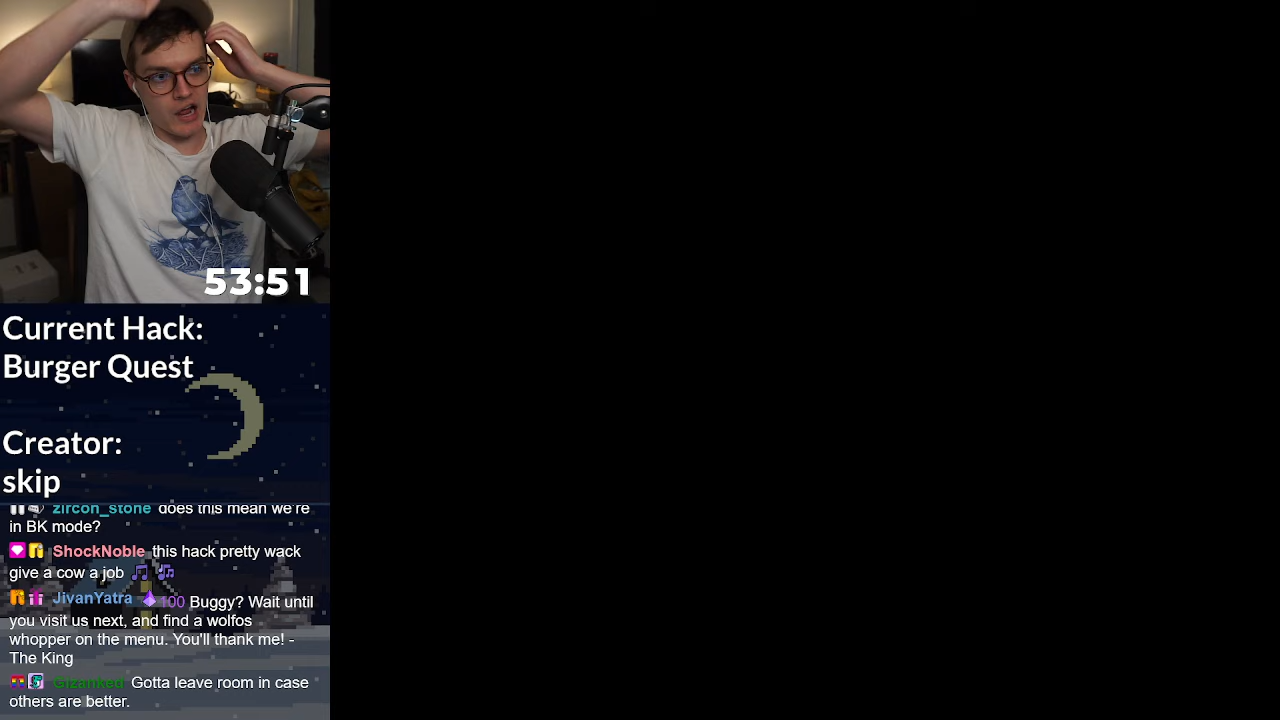 53:51
Current Hack:
Burger Quest
Creator:
skip
zircon_stone does this mean we're
in BK mode?
ShockNoble this hack pretty wack
give a cow a job
JivanYatra 100 Buggy? Wait until
you visit us next, and find a wolfos
whopper on the menu. You'll thank me! -
The King
Gizanked Gotta leave room in case
others are better.